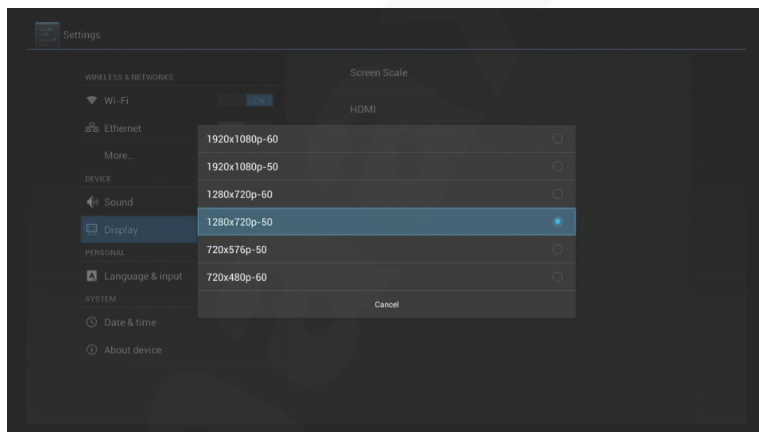 Settings
WIRELESS & NETWORKS
Wi-Fi
ON
Ethernet
More...
DEVICE
Sound
Display
PERSONAL
Language & input
SYSTEM
Date & time
About device
Screen Scale
HDMI
1920x1080p-60
1920x1080p-50
1280x720p-60
1280x720p-50
720x576p-50
720x480p-60
Cancel